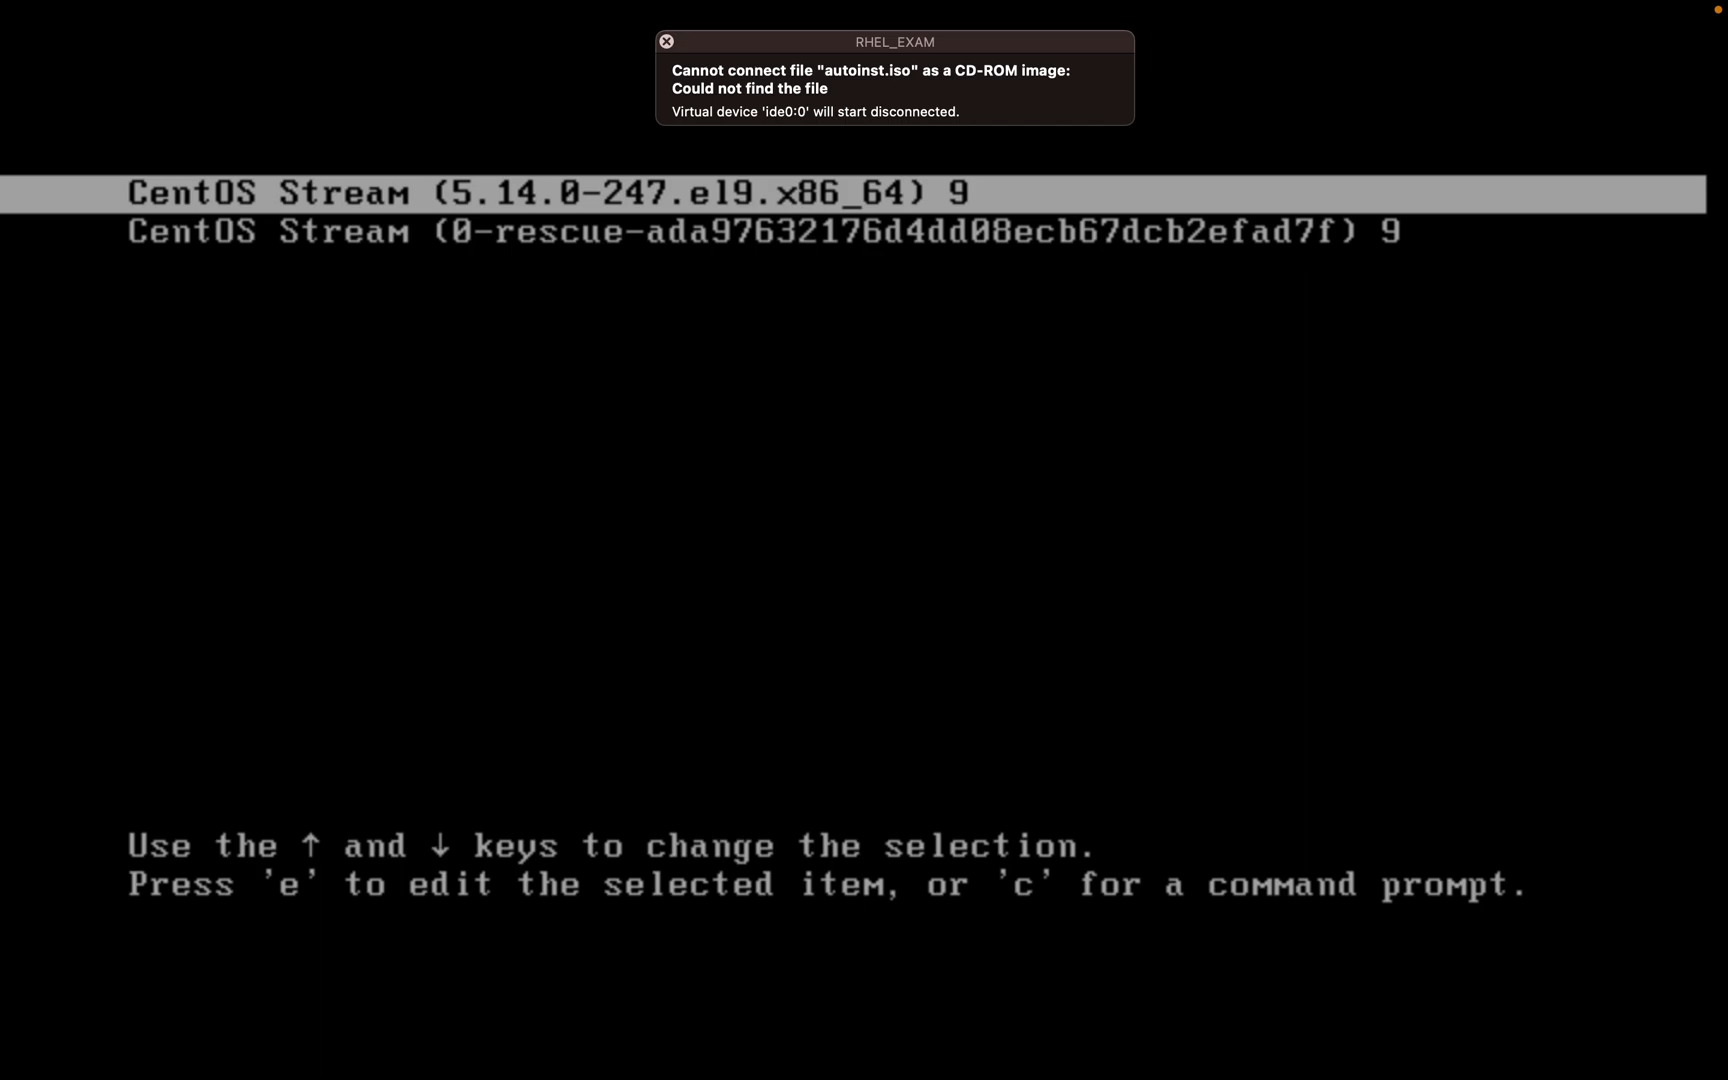 RHEL_EXAM
Cannot connect file "autoinst.iso" as a CD-ROM image:
Could not find the file
Virtual device 'ide0:0' will start disconnected.
CentOS Stream (5.14.0-247.el9.x86_64) 9
CentOS Stream (0-rescue-ada97632176d4dd08ecb67dcb2efad7f) 9
Use the ↑ and ↓ keys to change the selection.
Press 'e' to edit the selected item, or 'c' for a command prompt.